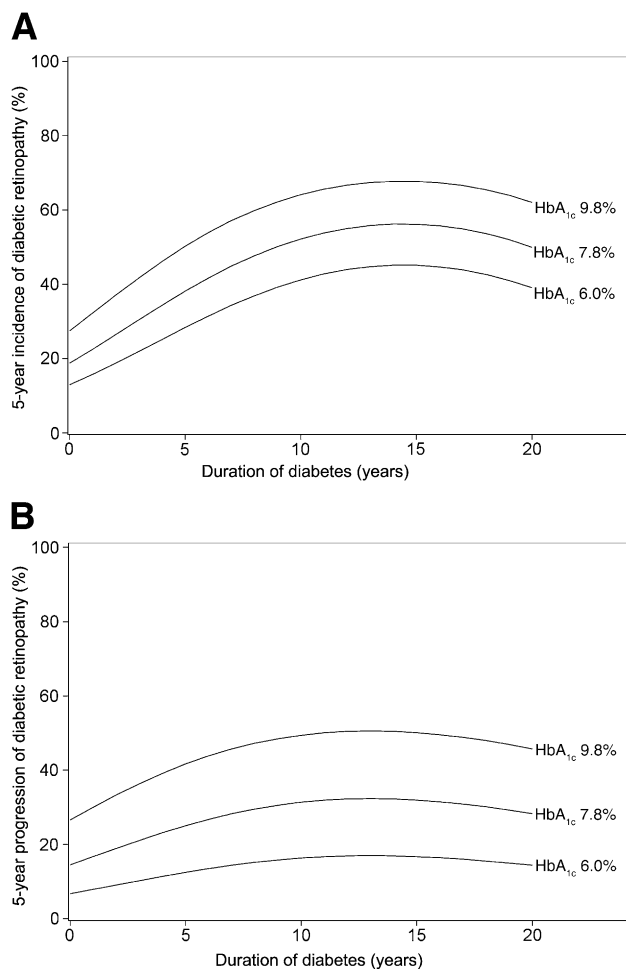 A
5-year incidence of diabetic retinopathy (%)
100
80
60
40
20
0
HbA1c 9.8%
HbA1c 7.8%
HbA1c 6.0%
0 5 10 15 20
Duration of diabetes (years)
B
5-year progression of diabetic retinopathy (%)
100
80
60
40
20
0
HbA1c 9.8%
HbA1c 7.8%
HbA1c 6.0%
0 5 10 15 20
Duration of diabetes (years)